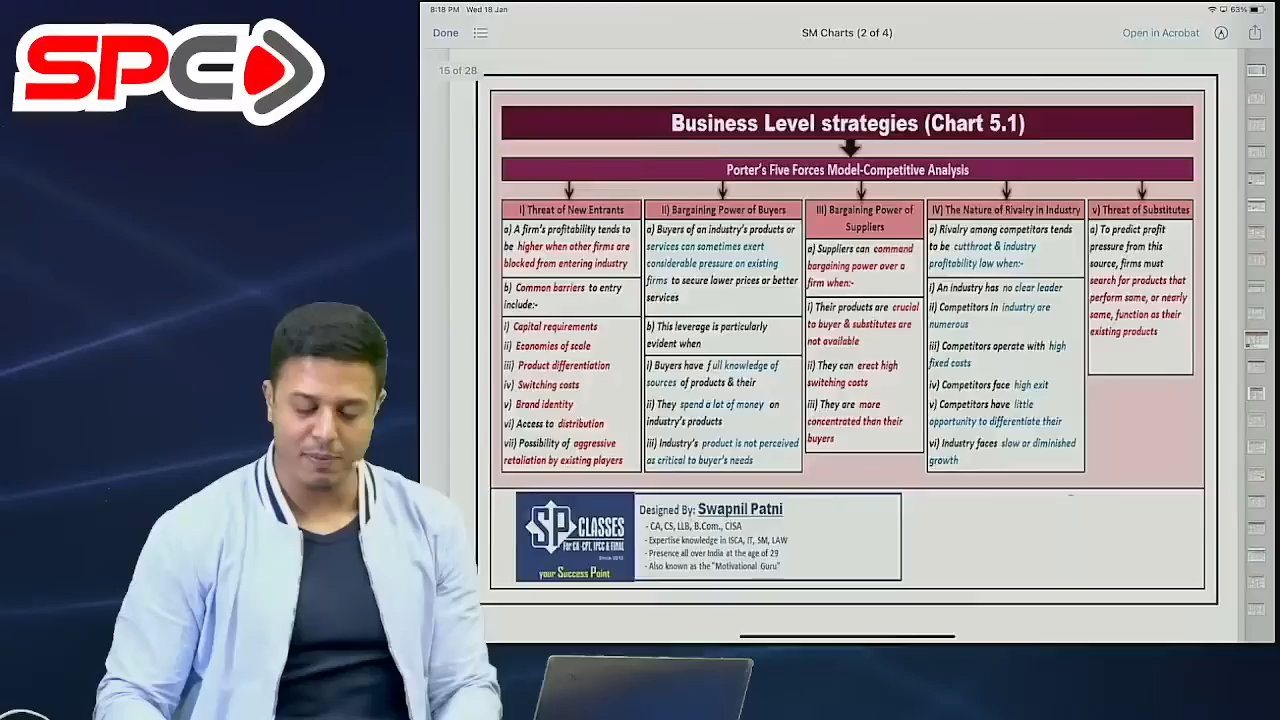 8:18 PM Wed 18 Jan
63%
SPE
Done
SM Charts (2 of 4)
Open in Acrobat
15 of 28
Business Level strategies (Chart 5.1)
Porter's Five Forces Model-Competitive Analysis
I) Threat of New Entrants
a) A firm's profitability tends to
be higher when other firms are
blocked from entering industry
b) Common barriers to entry
include:-
i) Capital requirements
ii) Economies of scale
iii) Product differentiation
iv) Switching costs
v) Brand identity
vi) Access to distribution
vii) Possibility of aggressive
retaliation by existing players
II) Bargaining Power of Buyers
a) Buyers of an industry's products or
services can sometimes exert
considerable pressure on existing
firms to secure lower prices or better
services
b) This leverage is particularly
evident when
i) Buyers have full knowledge of
sources of products & their
ii) They spend a lot of money on
industry's products
iii) Industry's product is not perceived
as critical to buyer's needs
III) Bargaining Power of
Suppliers
a) Suppliers can command
bargaining power over a
firm when:-
i) Their products are crucial
to buyer & substitutes are
not available
ii) They can erect high
switching costs
iii) They are more
concentrated than their
buyers
IV) The Nature of Rivalry in Industry
a) Rivalry among competitors tends
to be cutthroat & industry
profitability low when:-
i) An industry has no clear leader
ii) Competitors in industry are
numerous
iii) Competitors operate with high
fixed costs
iv) Competitors face high exit
v) Competitors have little
opportunity to differentiate their
vi) Industry faces slow or diminished
growth
v) Threat of Substitutes
a) To predict profit
pressure from this
source, firms must
search for products that
perform same, or nearly
same, function as their
existing products
SP CLASSES
For CA -CPT, IPCC & FINAL
Since 2010
your Success Point
Designed By: Swapnil Patni
- CA, CS, LLB, B.Com., CISA
- Expertise knowledge in ISCA, IT, SM, LAW
- Presence all over India at the age of 29
- Also known as the "Motivational Guru"